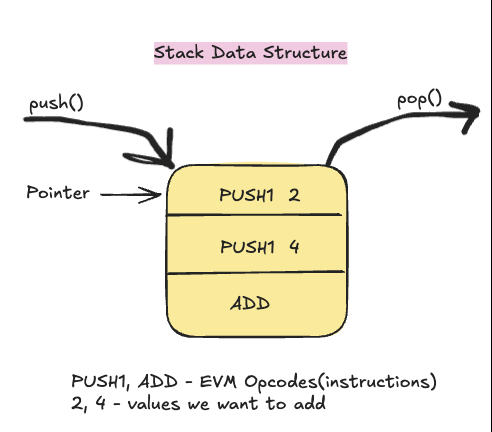 Stack Data Structure
push()
pop()
Pointer
PUSH1 2
PUSH1 4
ADD
PUSH1, ADD - EVM Opcodes(instructions)
2, 4 - values we want to add